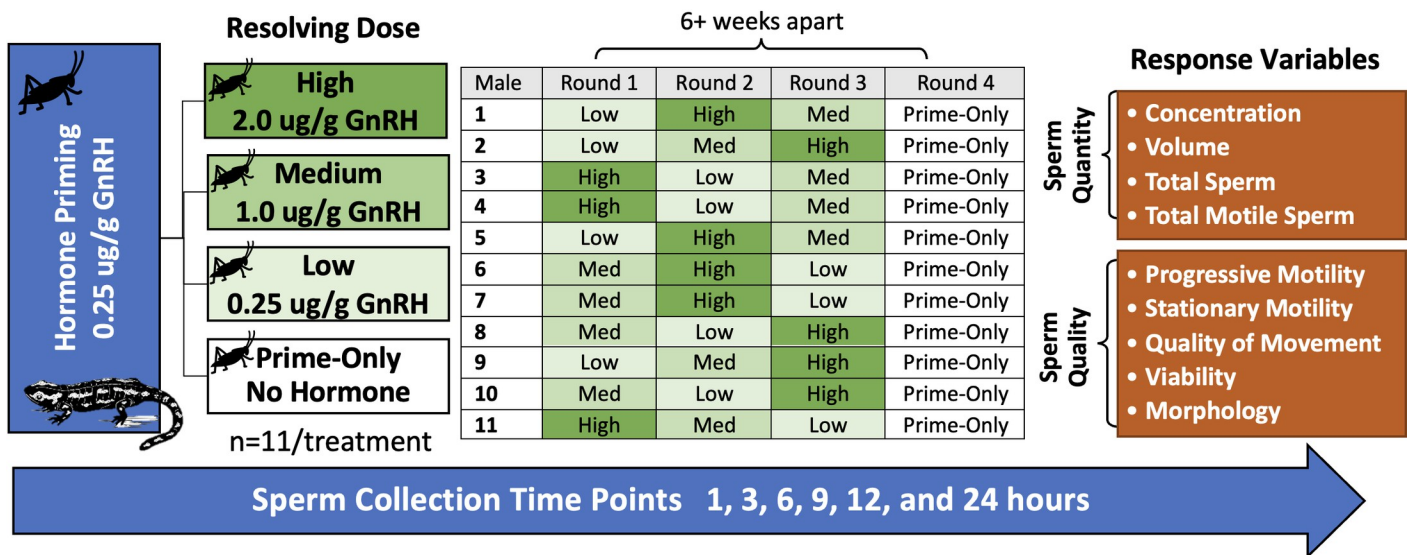 Hormone Priming
0.25 ug/g GnRH
Resolving Dose
High
2.0 ug/g GnRH
Medium
1.0 ug/g GnRH
Low
0.25 ug/g GnRH
Prime-Only
No Hormone
n=11/treatment
6+ weeks apart
Male Round 1 Round 2 Round 3 Round 4
1 Low High Med Prime-Only
2 Low Med High Prime-Only
3 High Low Med Prime-Only
4 High Low Med Prime-Only
5 Low High Med Prime-Only
6 Med High Low Prime-Only
7 Med High Low Prime-Only
8 Med Low High Prime-Only
9 Low Med High Prime-Only
10 Med Low High Prime-Only
11 High Med Low Prime-Only
Response Variables
Sperm
Quantity
• Concentration
• Volume
• Total Sperm
• Total Motile Sperm
Sperm
Quality
• Progressive Motility
• Stationary Motility
• Quality of Movement
• Viability
• Morphology
Sperm Collection Time Points 1, 3, 6, 9, 12, and 24 hours